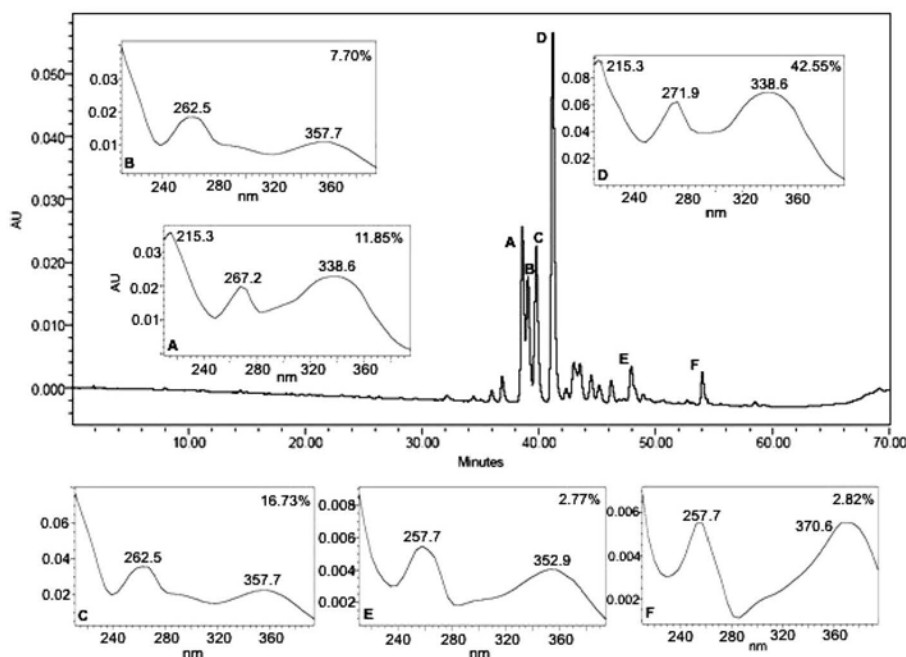 7.70%
0.03
0.02
0.01
262.5
357.7
B
240 280 320 360
nm
D
42.55%
215.3
0.08
0.06
0.04
0.02
271.9
338.6
D
240 280 320 360
nm
0.050
0.040
0.030
0.020
0.010
0.000
AU
11.85%
215.3
0.03
0.02
0.01
AU
267.2
338.6
A
240 280 320 360
nm
A
B
C
E
F
10.00 20.00 30.00 40.00 50.00 60.00 70.00
Minutes
16.73%
0.06
0.04
0.02
262.5
357.7
C
240 280 320 360
nm
2.77%
0.008
0.006
0.004
0.002
257.7
352.9
E
240 280 320 360
nm
2.82%
0.006
0.004
0.002
257.7
370.6
F
240 280 320 360
nm